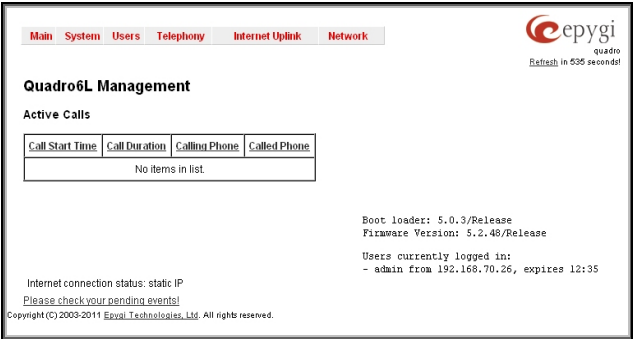 Main System Users Telephony Internet Uplink Network
epygi
quadro
Refresh in 535 seconds!
Quadro6L Management
Active Calls
Call Start Time Call Duration Calling Phone Called Phone
No items in list.
Boot loader: 5.0.3/Release
Firmware Version: 5.2.48/Release
Users currently logged in:
- admin from 192.168.70.26, expires 12:35
Internet connection status: static IP
Please check your pending events!
Copyright (C) 2003-2011 Epygi Technologies, Ltd. All rights reserved.